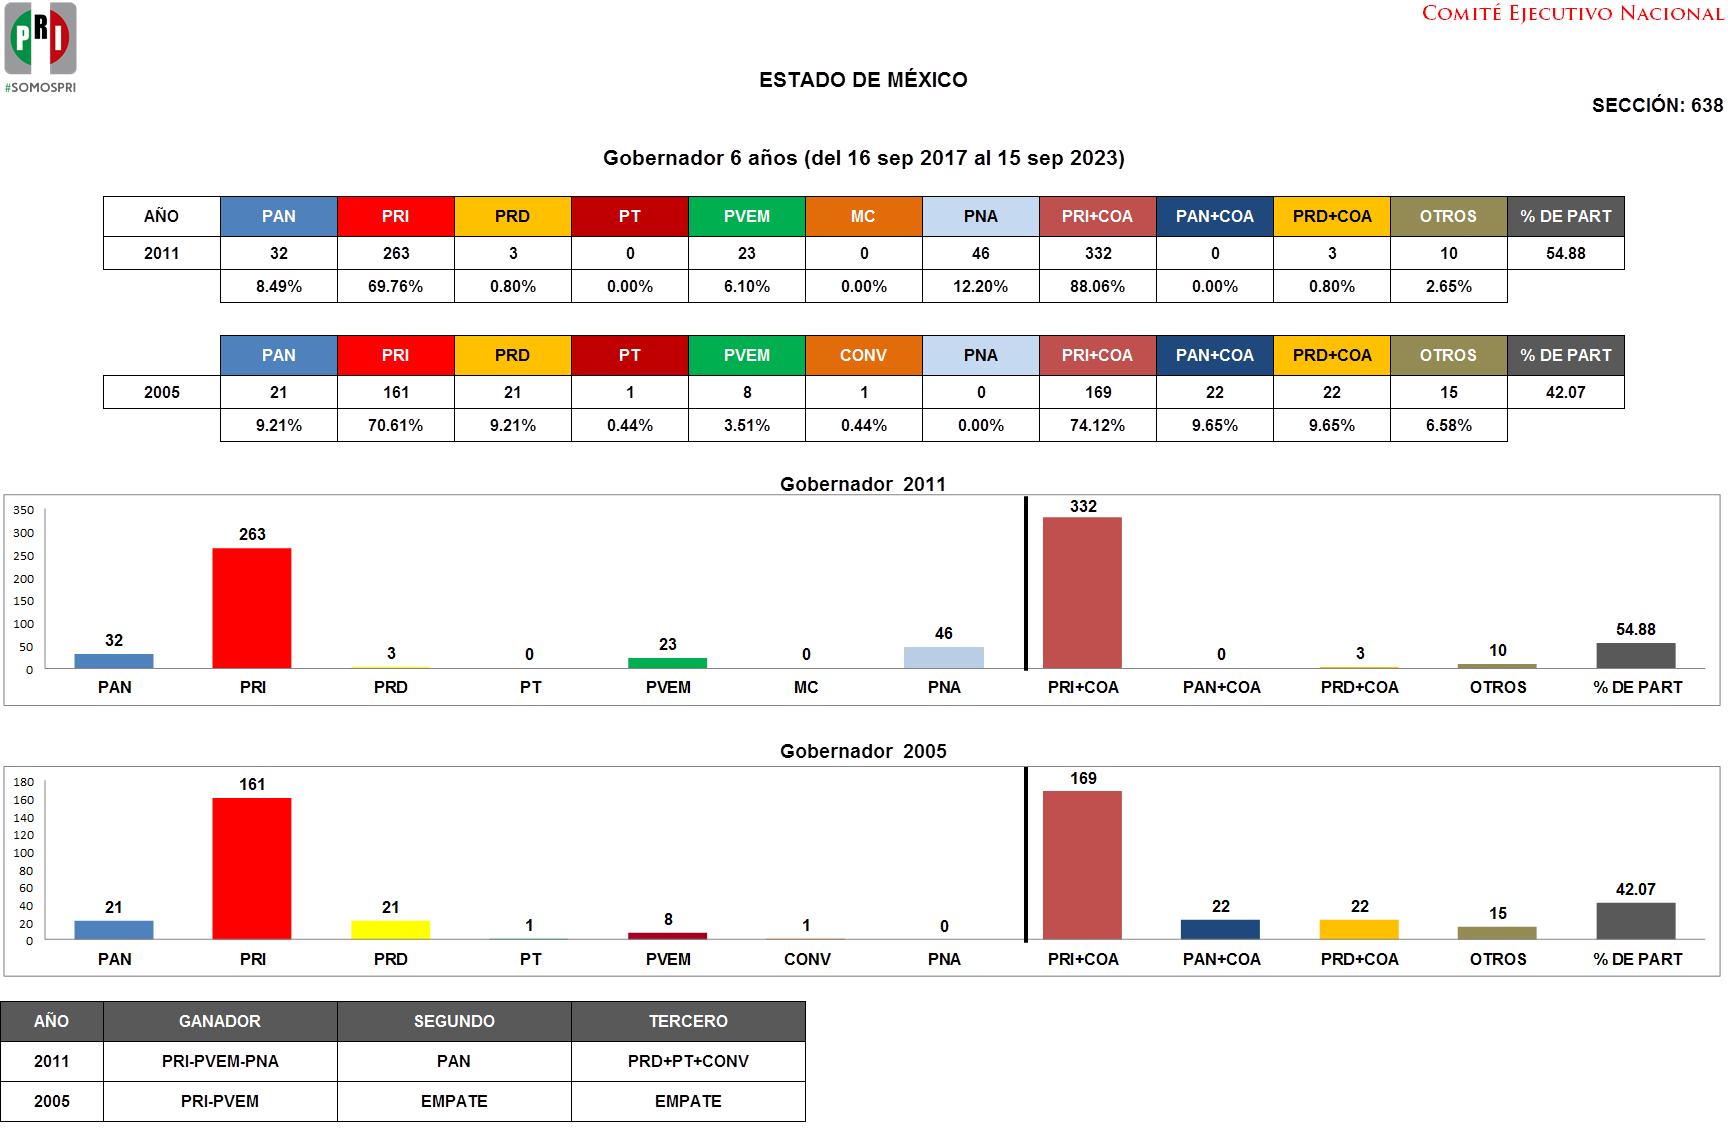 PRI
#SOMOSPRI
COMITÉ EJECUTIVO NACIONAL
ESTADO DE MÉXICO
SECCIÓN: 638
Gobernador 6 años (del 16 sep 2017 al 15 sep 2023)
AÑO PAN PRI PRD PT PVEM MC PNA PRI+COA PAN+COA PRD+COA OTROS % DE PART
2011 32 263 3 0 23 0 46 332 0 3 10 54.88
8.49% 69.76% 0.80% 0.00% 6.10% 0.00% 12.20% 88.06% 0.00% 0.80% 2.65%
PAN PRI PRD PT PVEM CONV PNA PRI+COA PAN+COA PRD+COA OTROS % DE PART
2005 21 161 21 1 8 1 0 169 22 22 15 42.07
9.21% 70.61% 9.21% 0.44% 3.51% 0.44% 0.00% 74.12% 9.65% 9.65% 6.58%
Gobernador 2011
350
300
250
200
150
100
50
0
32 263 3 0 23 0 46 332 0 3 10 54.88
PAN PRI PRD PT PVEM MC PNA PRI+COA PAN+COA PRD+COA OTROS % DE PART
Gobernador 2005
180
160
140
120
100
80
60
40
20
0
21 161 21 1 8 1 0 169 22 22 15 42.07
PAN PRI PRD PT PVEM CONV PNA PRI+COA PAN+COA PRD+COA OTROS % DE PART
AÑO GANADOR SEGUNDO TERCERO
2011 PRI-PVEM-PNA PAN PRD+PT+CONV
2005 PRI-PVEM EMPATE EMPATE